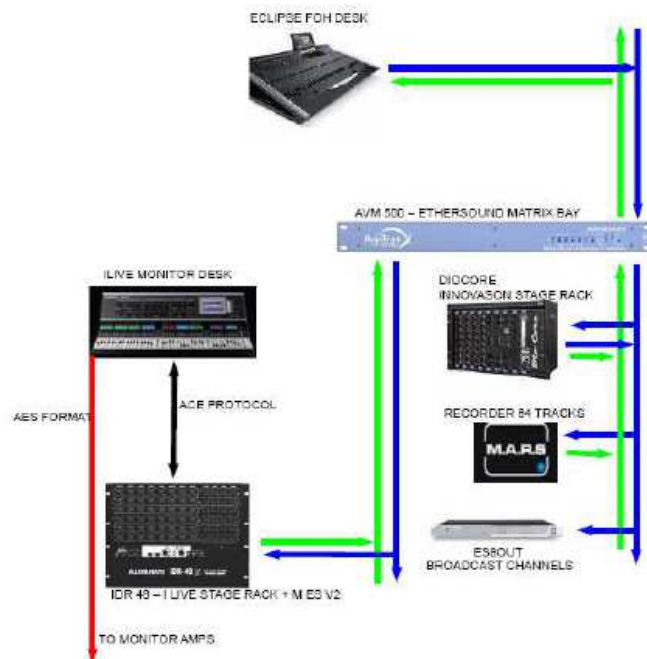 ECLIPSE FOH DESK
AVM 500 – ETHERSOUND MATRIX BAY
ILIVE MONITOR DESK
DIOCORE
INNOVASON STAGE RACK
AES FORMAT
ACE PROTOCOL
RECORDER 64 TRACKS
M.A.R.S
ES8OUT
BROADCAST CHANNELS
IDR 48 – I LIVE STAGE RACK + M ES V2
TO MONITOR AMPS